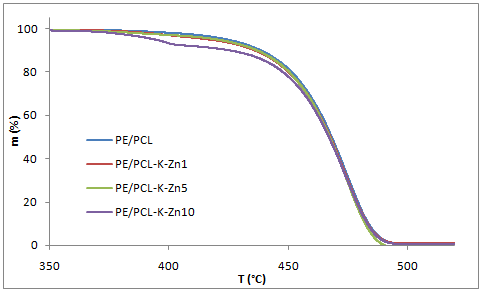 100
80
60
40
20
0
m (%)
PE/PCL
PE/PCL-K-Zn1
PE/PCL-K-Zn5
PE/PCL-K-Zn10
350 400 450 500
T (°C)